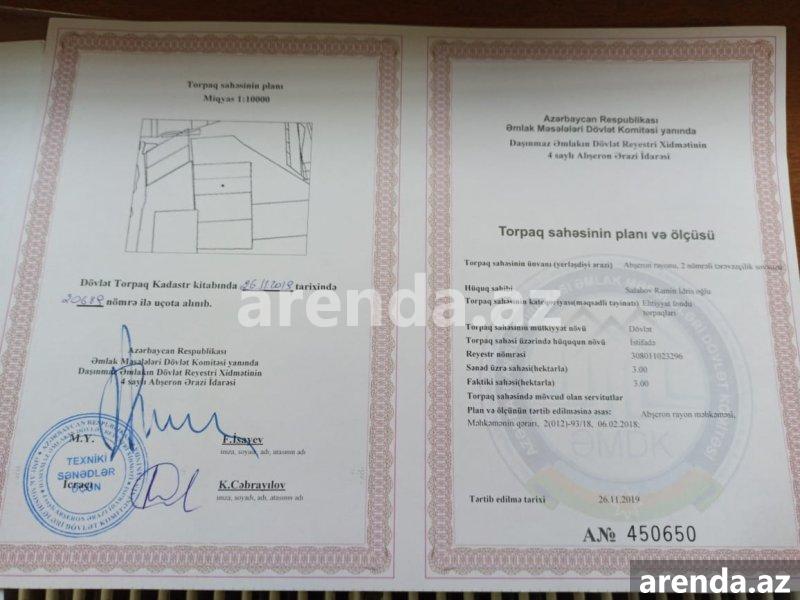 Torpaq sahəsinin planı
Miqyas 1:10000
Dövlət Torpaq Kadastr kitabında 26.11.2019 tarixində
20689 nömrə ilə uçota alınıb.
Azərbaycan Respublikası
Əmlak Məsələləri Dövlət Komitəsi yanında
Daşınmaz Əmlakın Dövlət Reyestri Xidmətinin
4 saylı Abşeron Ərazi İdarəsi
M.Y.
F.İsayev
imza, soyadı, adı, atasının adı
İcraçı
K.Cəbrayılov
imza, soyadı, adı, atasının adı
TEXNİKİ
SƏNƏDLƏR
ÜÇÜN
Azərbaycan Respublikası
Əmlak Məsələləri Dövlət Komitəsi yanında
Daşınmaz Əmlakın Dövlət Reyestri Xidmətinin
4 saylı Abşeron Ərazi İdarəsi
Torpaq sahəsinin planı və ölçüsü
Torpaq sahəsinin ünvanı (yerləşdiyi ərazi) Abşeron rayonu, 2 nömrəli tərəvəzçilik sovxozu
Hüquq sahibi Salahov Ramin İdris oğlu
Torpaq sahəsinin kateqoriyası(məqsədli təyinatı) Ehtiyat fondu
torpaqları
Torpaq sahəsinin mülkiyyət növü Dövlət
Torpaq sahəsi üzərində hüququn növü İstifadə
Reyestr nömrəsi 308011023296
Sənəd üzrə sahəsi(hektarla) 3.00
Faktiki sahəsi(hektarla) 3.00
Torpaq sahəsində mövcud olan servitutlar
Plan və ölçünün tərtib edilməsinə əsas: Abşeron rayon məhkəməsi,
Məhkəmənin qərarı, 2(012)-93/18, 06.02.2018;
ƏMDK
Tərtib edilmə tarixi 26.11.2019
A.№ 450650
arenda.az
arenda.az